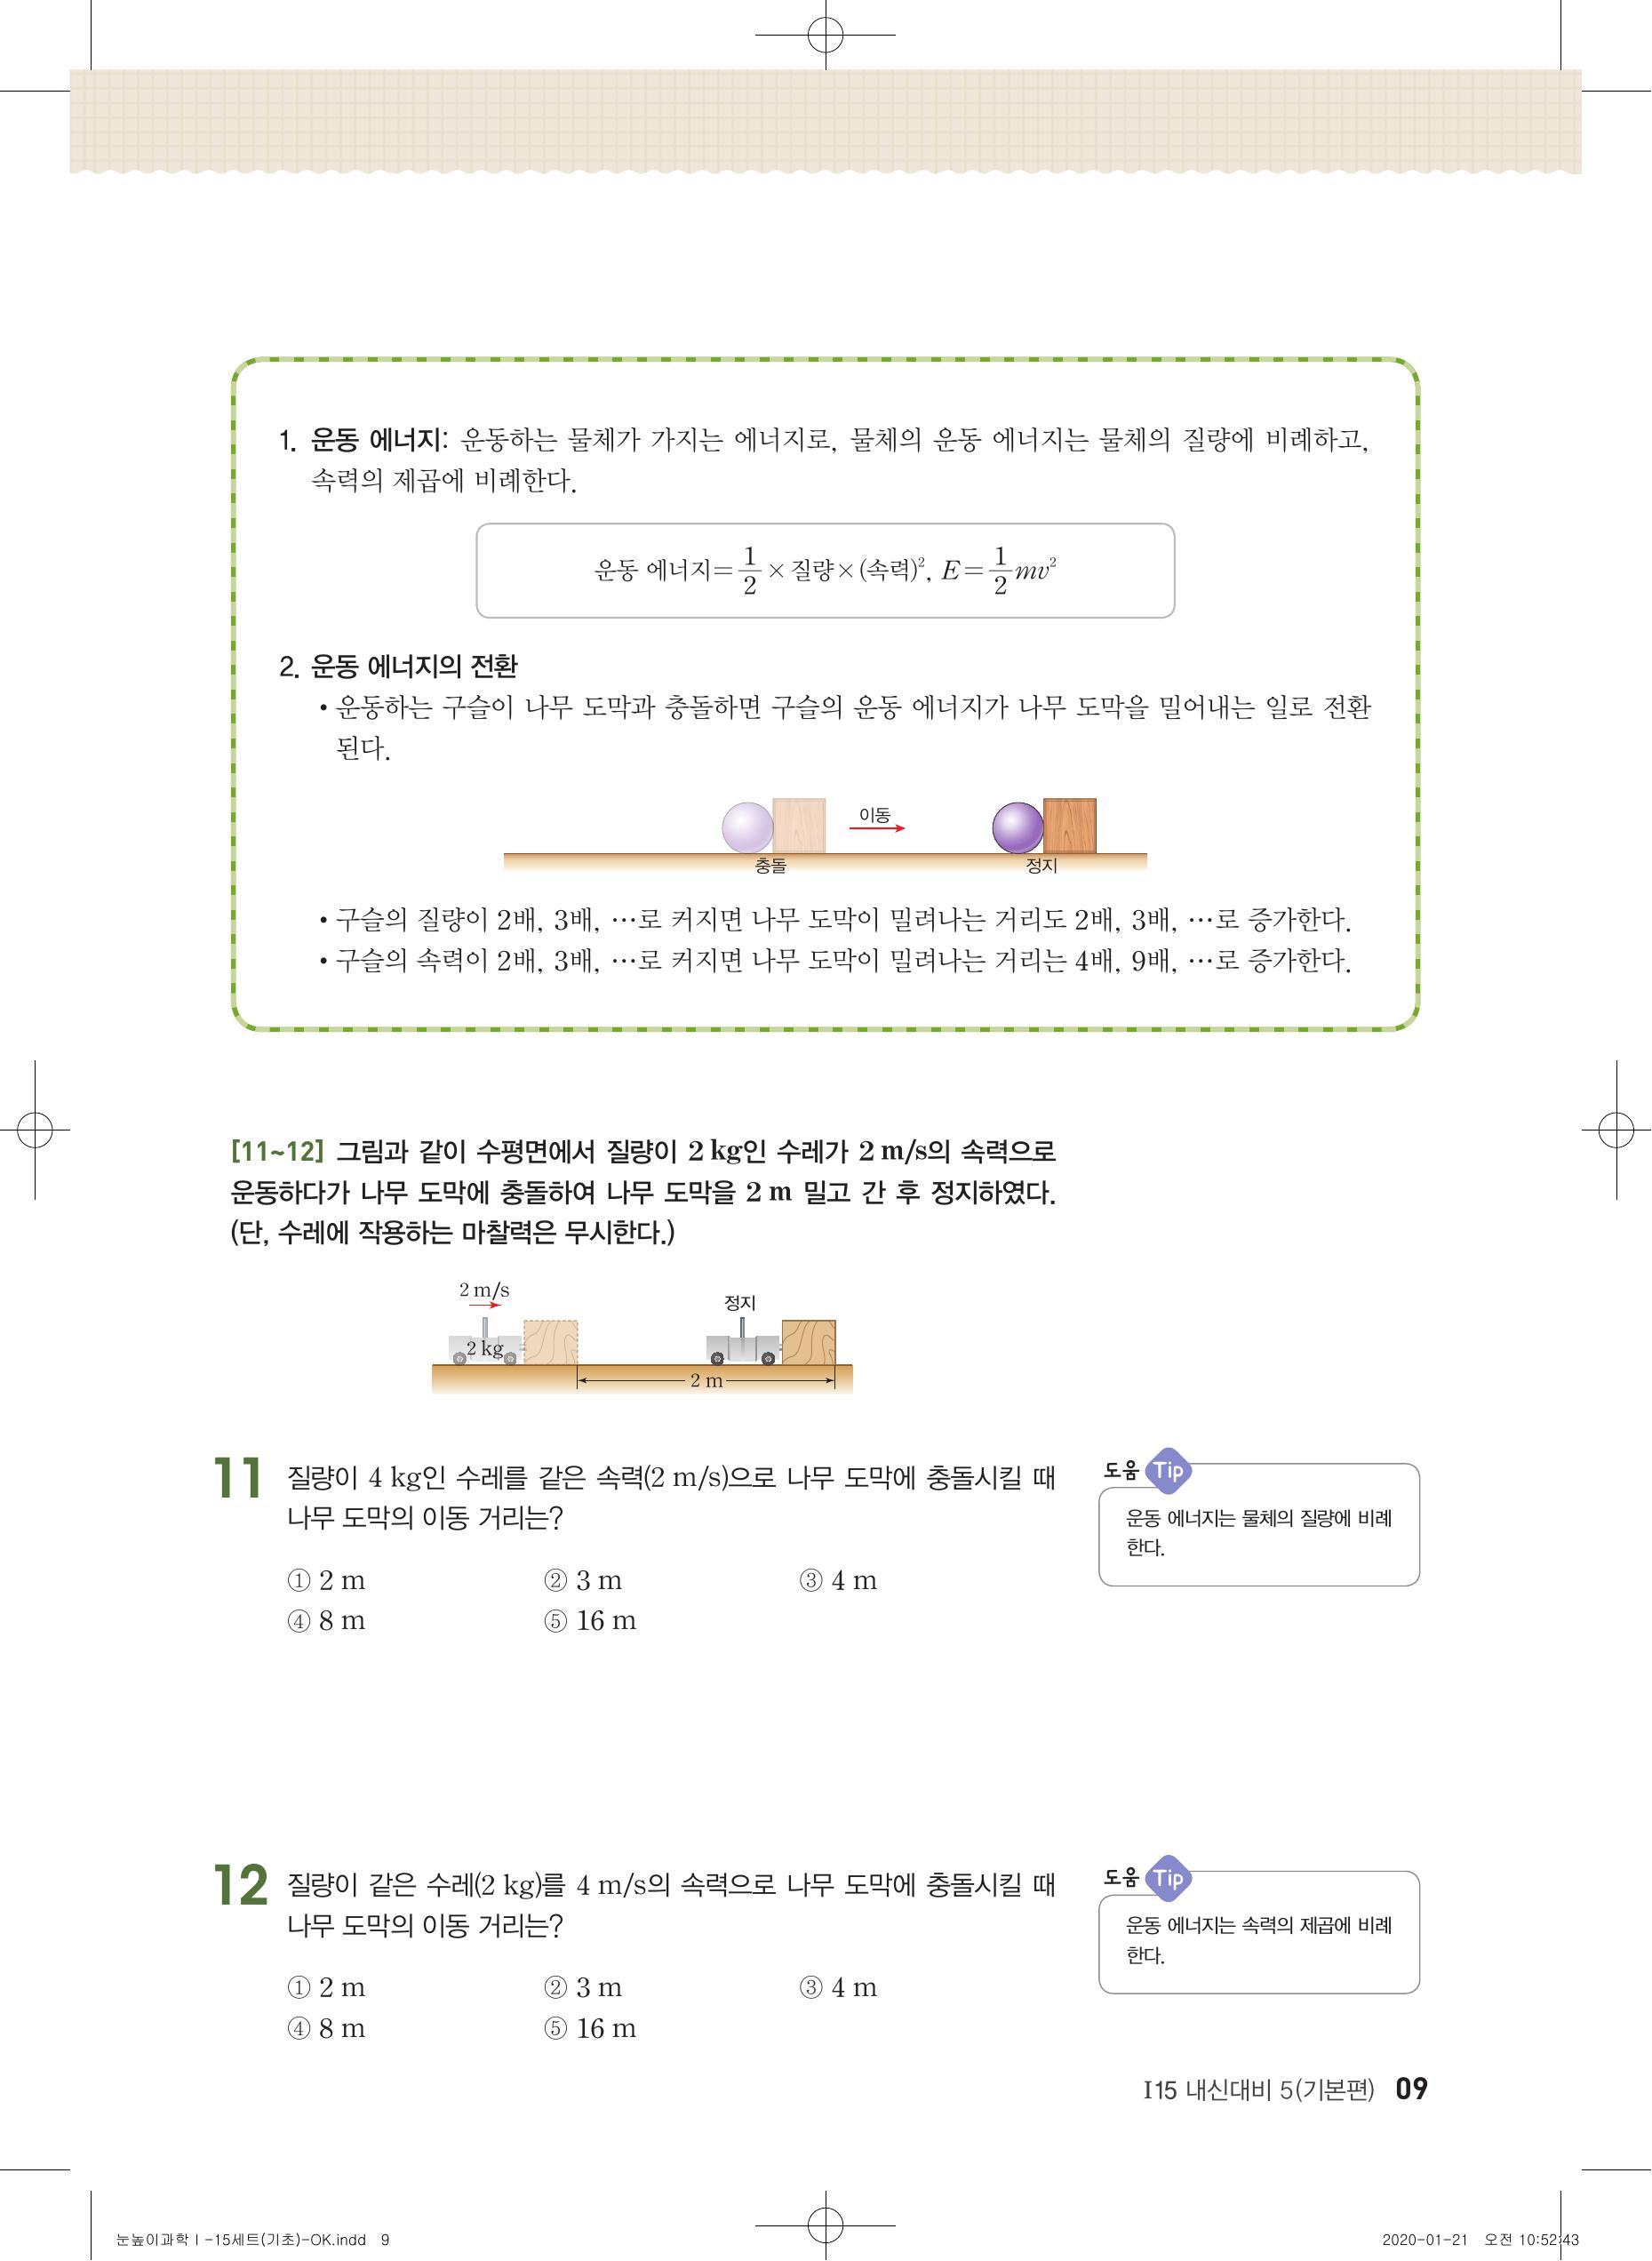 1. 운동 에너지: 운동하는 물체가 가지는 에너지로, 물체의 운동 에너지는 물체의 질량에 비례하고,
속력의 제곱에 비례한다.
운동 에너지=1/2×질량×(속력)², E=1/2mv²
2. 운동 에너지의 전환
• 운동하는 구슬이 나무 도막과 충돌하면 구슬의 운동 에너지가 나무 도막을 밀어내는 일로 전환
된다.
이동
충돌 정지
• 구슬의 질량이 2배, 3배, …로 커지면 나무 도막이 밀려나는 거리도 2배, 3배, …로 증가한다.
• 구슬의 속력이 2배, 3배, …로 커지면 나무 도막이 밀려나는 거리는 4배, 9배, …로 증가한다.
[11~12] 그림과 같이 수평면에서 질량이 2 kg인 수레가 2 m/s의 속력으로
운동하다가 나무 도막에 충돌하여 나무 도막을 2 m 밀고 간 후 정지하였다.
(단, 수레에 작용하는 마찰력은 무시한다.)
2 m/s
정지
2 kg
2 m
11 질량이 4 kg인 수레를 같은 속력(2 m/s)으로 나무 도막에 충돌시킬 때
나무 도막의 이동 거리는?
① 2 m ② 3 m ③ 4 m
④ 8 m ⑤ 16 m
도움 Tip
운동 에너지는 물체의 질량에 비례
한다.
12 질량이 같은 수레(2 kg)를 4 m/s의 속력으로 나무 도막에 충돌시킬 때
나무 도막의 이동 거리는?
① 2 m ② 3 m ③ 4 m
④ 8 m ⑤ 16 m
도움 Tip
운동 에너지는 속력의 제곱에 비례
한다.
I15 내신대비 5(기본편) 09
눈높이과학Ⅰ-15세트(기초)-OK.indd 9
2020-01-21 오전 10:52:43